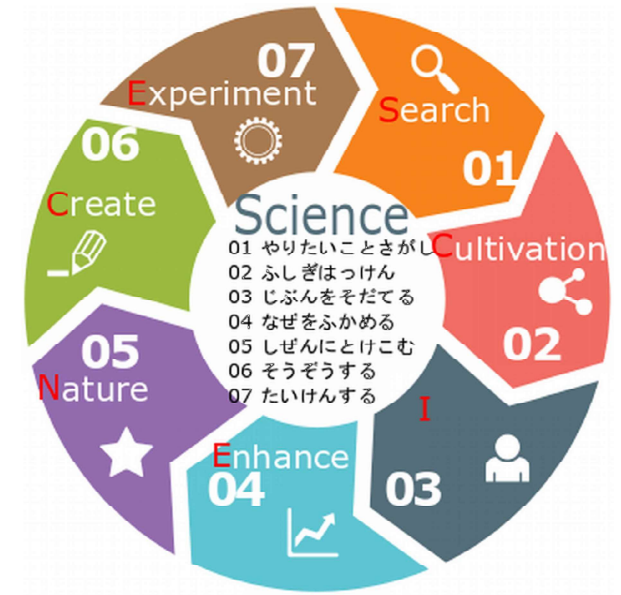 Science
01 やりたいことさがし
02 ふしぎはっけん
03 じぶんをそだてる
04 なぜをふかめる
05 しぜんにとけこむ
06 そうぞうする
07 たいけんする
Search
01
Cultivation
02
I
03
Enhance
04
05
Nature
06
Create
07
Experiment